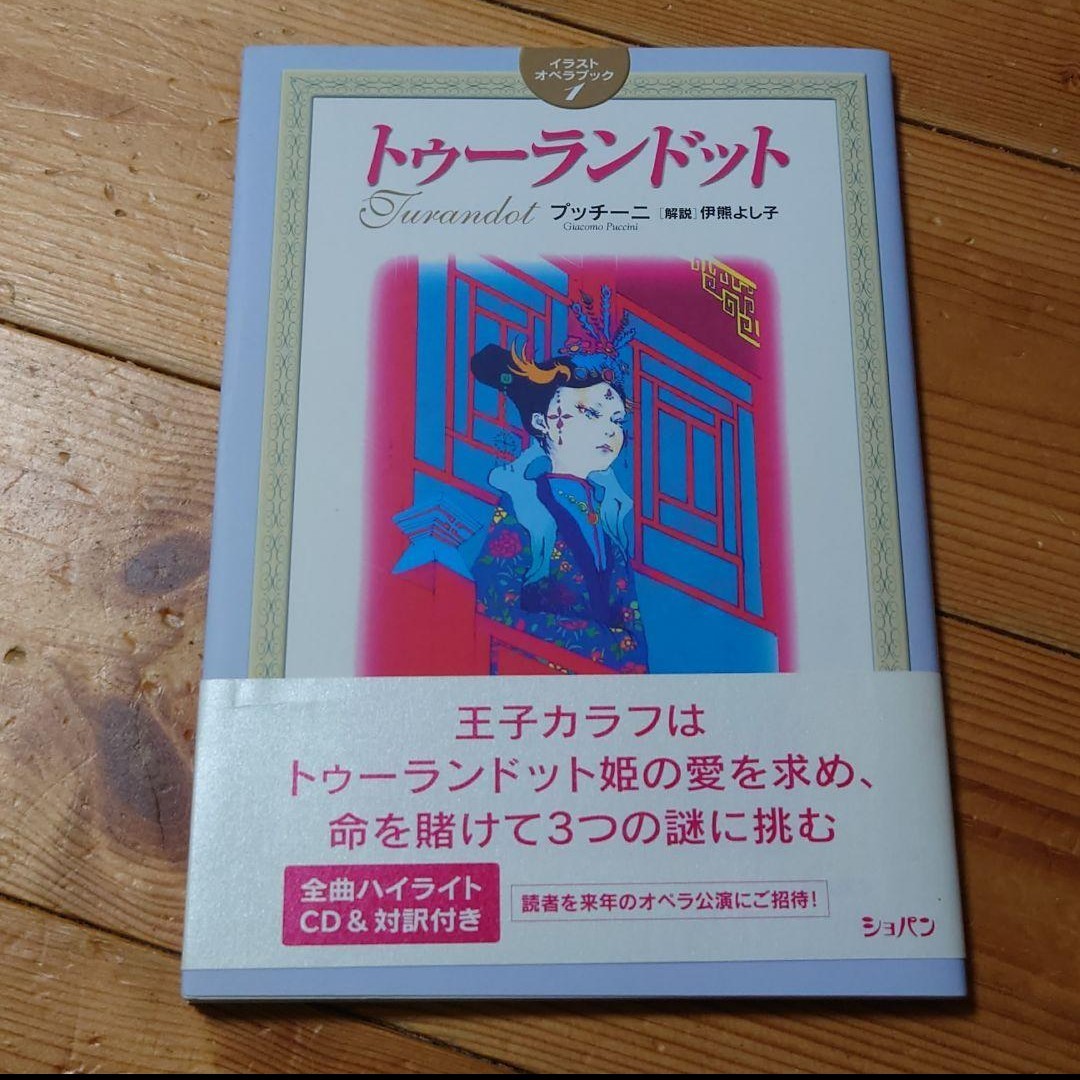 イラスト
オペラブック
1
トゥーランドット
Turandot プッチーニ [解説] 伊熊よし子
Giacomo Puccini
王子カラフは
トゥーランドット姫の愛を求め、
命を賭けて3つの謎に挑む
全曲ハイライト
CD & 対訳付き
読者を来年のオペラ公演にご招待!
ショパン